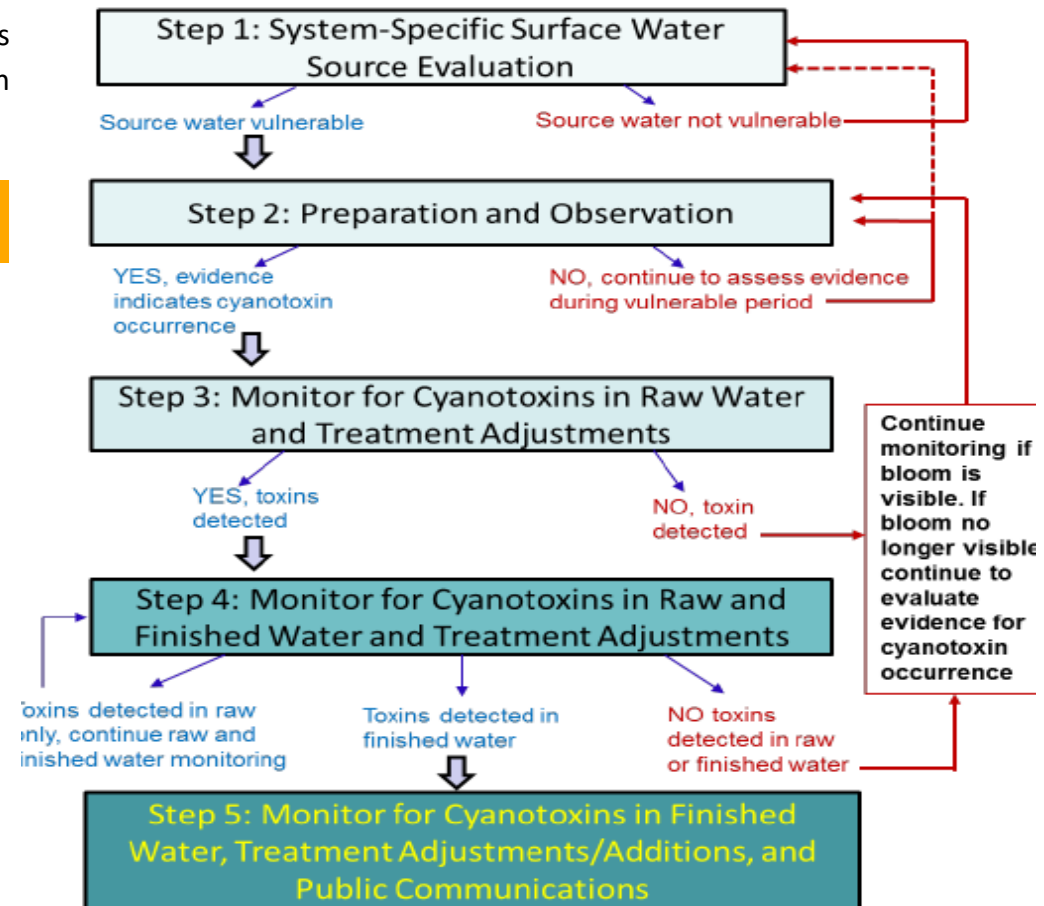 s
n
Step 1: System-Specific Surface Water
Source Evaluation
Source water vulnerable
Source water not vulnerable
Step 2: Preparation and Observation
YES, evidence
indicates cyanotoxin
occurrence
NO, continue to assess evidence
during vulnerable period
Step 3: Monitor for Cyanotoxins in Raw Water
and Treatment Adjustments
YES, toxins
detected
NO, toxin
detected
Continue
monitoring if
bloom is
visible. If
bloom no
longer visible
continue to
evaluate
evidence for
cyanotoxin
occurrence
Step 4: Monitor for Cyanotoxins in Raw and
Finished Water and Treatment Adjustments
oxins detected in raw
only, continue raw and
inished water monitoring
Toxins detected in
finished water
NO toxins
detected in raw
or finished water
Step 5: Monitor for Cyanotoxins in Finished
Water, Treatment Adjustments/Additions, and
Public Communications